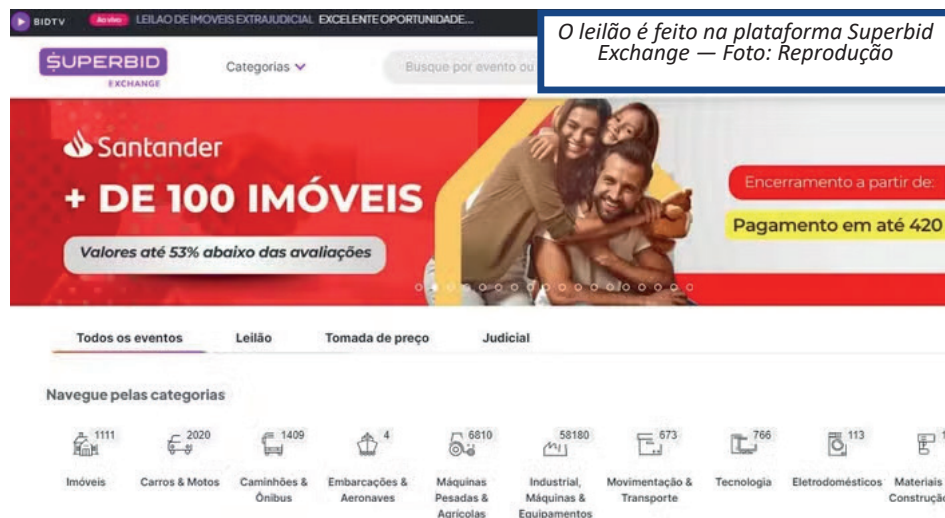 BIDTV Ao vivo LEILAO DE IMOVEIS EXTRAJUDICIAL EXCELENTE OPORTUNIDADE...
O leilão é feito na plataforma Superbid
Exchange — Foto: Reprodução
SUPERBID
EXCHANGE
Categorias
Busque por evento ou
Santander
+ DE 100 IMÓVEIS
Valores até 53% abaixo das avaliações
Encerramento a partir de:
Pagamento em até 420
Todos os eventos Leilão Tomada de preço Judicial
Navegue pelas categorias
1111 2020 1409 4 6810 58180 673 766 113 1
Imóveis Carros & Motos Caminhões & Embarcações & Máquinas Industrial, Movimentação & Tecnologia Eletrodomésticos Materiais
Ônibus Aeronaves Pesadas & Máquinas & Transporte Construção
Agrícolas Equipamentos